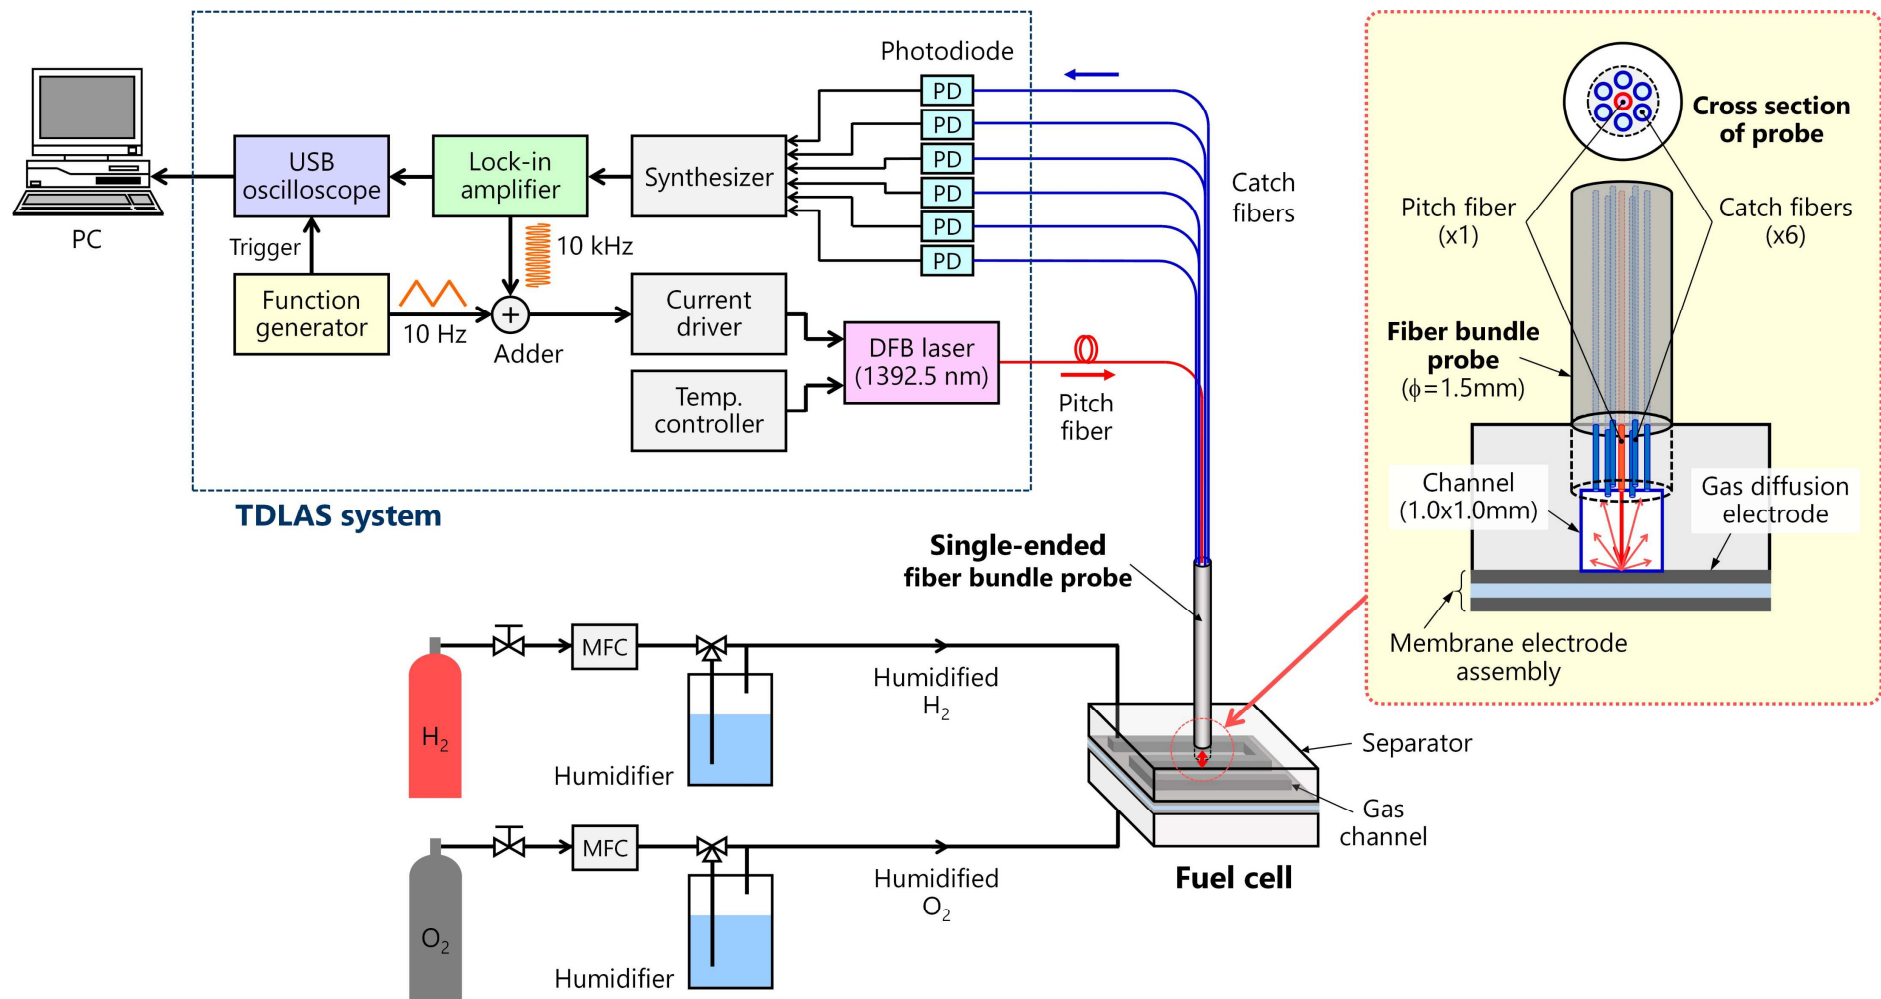 Photodiode
PD
PD
PD
PD
PD
PD
USB
oscilloscope
Lock-in
amplifier
Synthesizer
PC
Trigger
10 kHz
Function
generator
10 Hz
+
Adder
Current
driver
DFB laser
(1392.5 nm)
Temp.
controller
Catch
fibers
Pitch
fiber
TDLAS system
Single-ended
fiber bundle probe
MFC
H2
Humidifier
Humidified
H2
MFC
O2
Humidifier
Humidified
O2
Separator
Gas
channel
Fuel cell
Cross section
of probe
Pitch fiber
(x1)
Catch fibers
(x6)
Fiber bundle
probe
(ϕ=1.5mm)
Channel
(1.0x1.0mm)
Gas diffusion
electrode
Membrane electrode
assembly